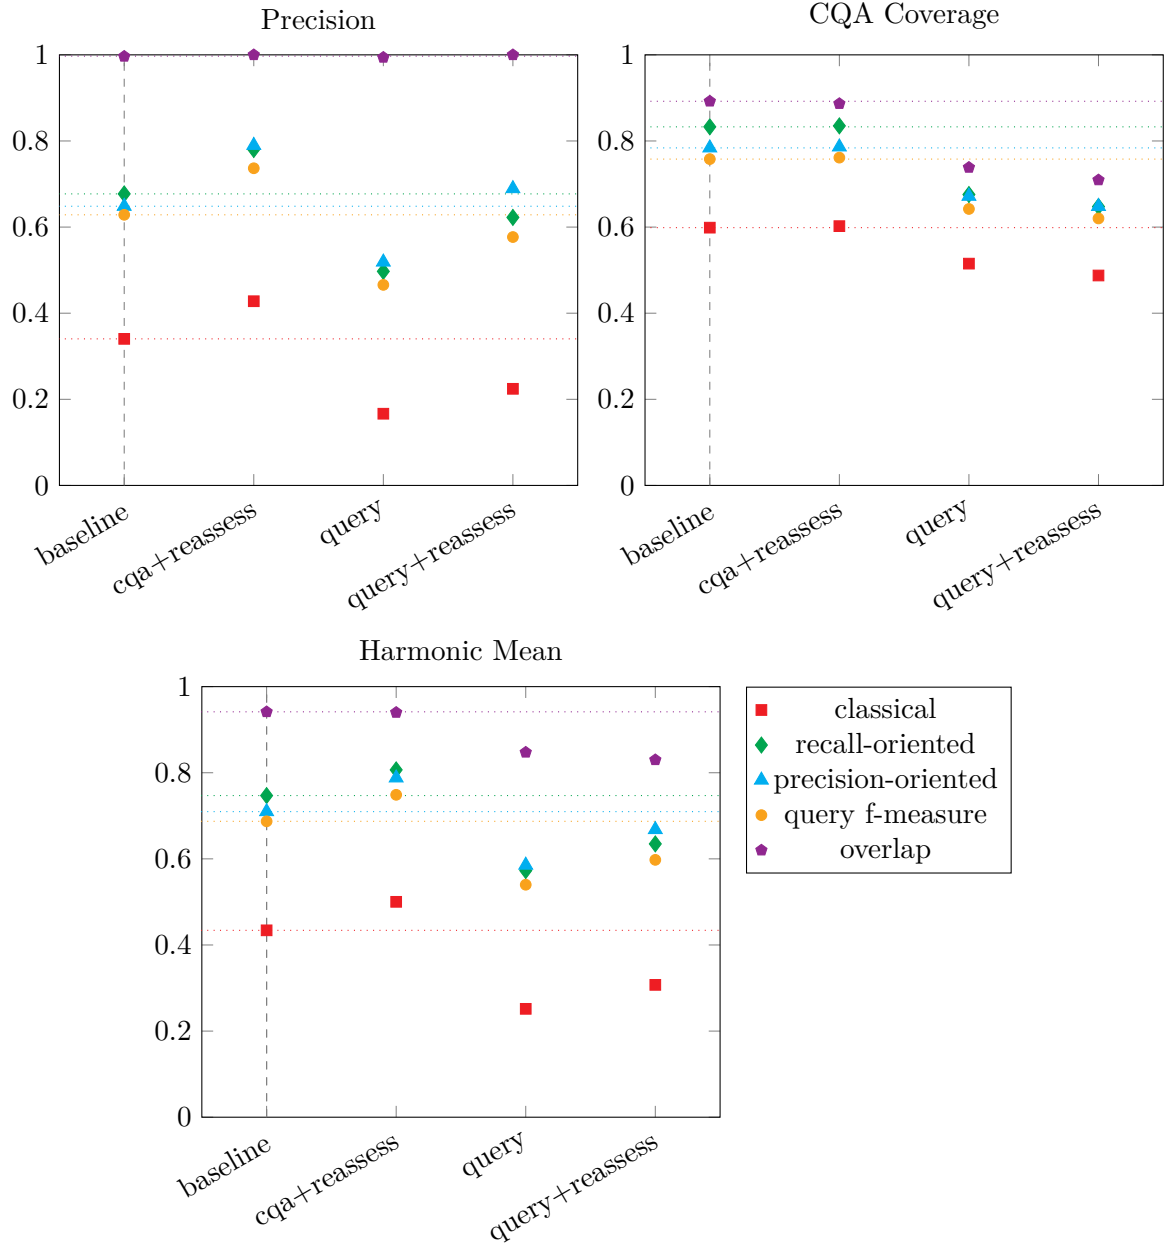 Precision
1
0.8
0.6
0.4
0.2
0
baseline
cqa+reassess
query
query+reassess
CQA Coverage
1
0.8
0.6
0.4
0.2
0
baseline
cqa+reassess
query
query+reassess
Harmonic Mean
1
0.8
0.6
0.4
0.2
0
baseline
cqa+reassess
query
query+reassess
classical
recall-oriented
precision-oriented
query f-measure
overlap